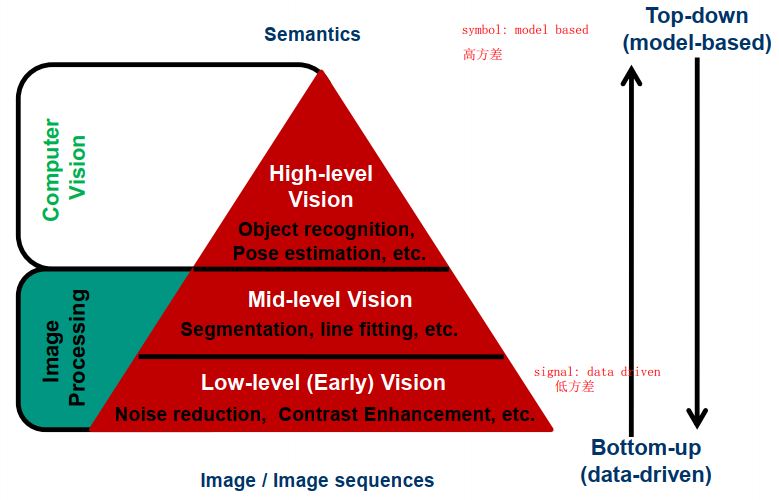 Semantics
symbol: model based
高方差
Top-down
(model-based)
Computer
Vision
High-level
Vision
Object recognition,
Pose estimation, etc.
Image
Processing
Mid-level Vision
Segmentation, line fitting, etc.
Low-level (Early) Vision
Noise reduction, Contrast Enhancement, etc.
signal: data driven
低方差
Bottom-up
(data-driven)
Image / Image sequences